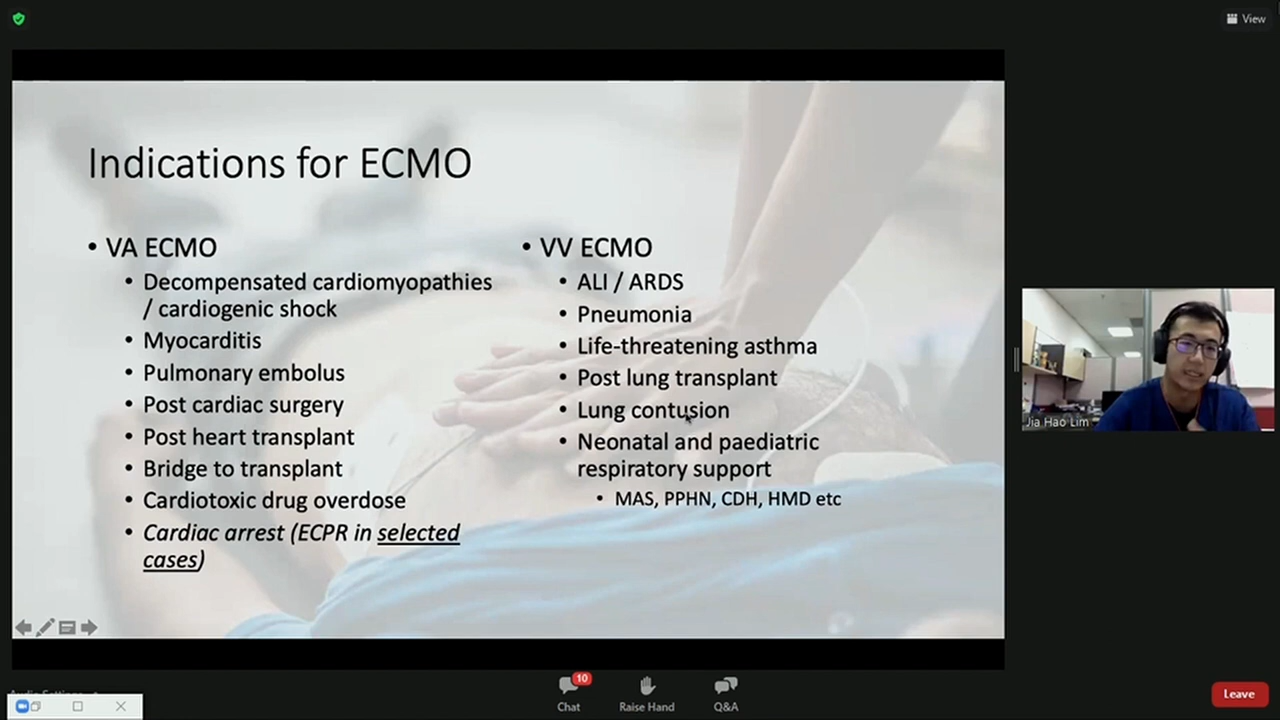 View
Indications for ECMO
• VA ECMO
• Decompensated cardiomyopathies
/ cardiogenic shock
• Myocarditis
• Pulmonary embolus
• Post cardiac surgery
• Post heart transplant
• Bridge to transplant
• Cardiotoxic drug overdose
• Cardiac arrest (ECPR in selected
cases)
• VV ECMO
• ALI / ARDS
• Pneumonia
• Life-threatening asthma
• Post lung transplant
• Lung contusion
• Neonatal and paediatric
respiratory support
• MAS, PPHN, CDH, HMD etc
Jia Hao Lim
10
Chat
Raise Hand
Q&A
Leave